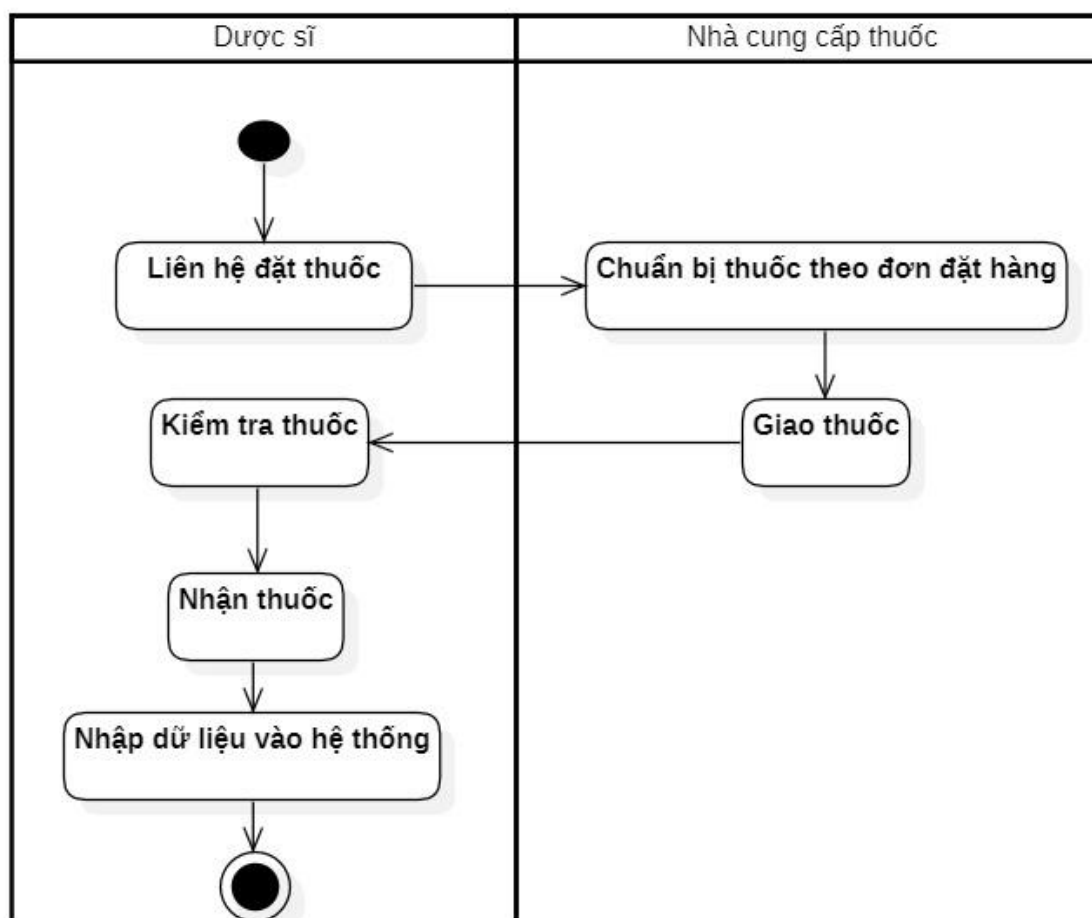 Dược sĩ
Nhà cung cấp thuốc
Liên hệ đặt thuốc
Chuẩn bị thuốc theo đơn đặt hàng
Kiểm tra thuốc
Giao thuốc
Nhận thuốc
Nhập dữ liệu vào hệ thống